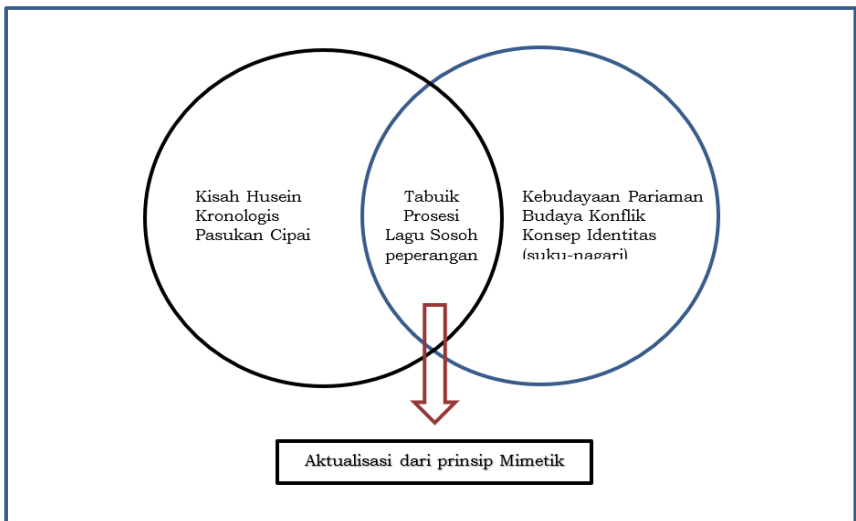 Kisah Husein
Kronologis
Pasukan Cipai
Tabuik
Prosesi
Lagu Sosoh
peperangan
Kebudayaan Pariaman
Budaya Konflik
Konsep Identitas
(suku-nagari)
Aktualisasi dari prinsip Mimetik